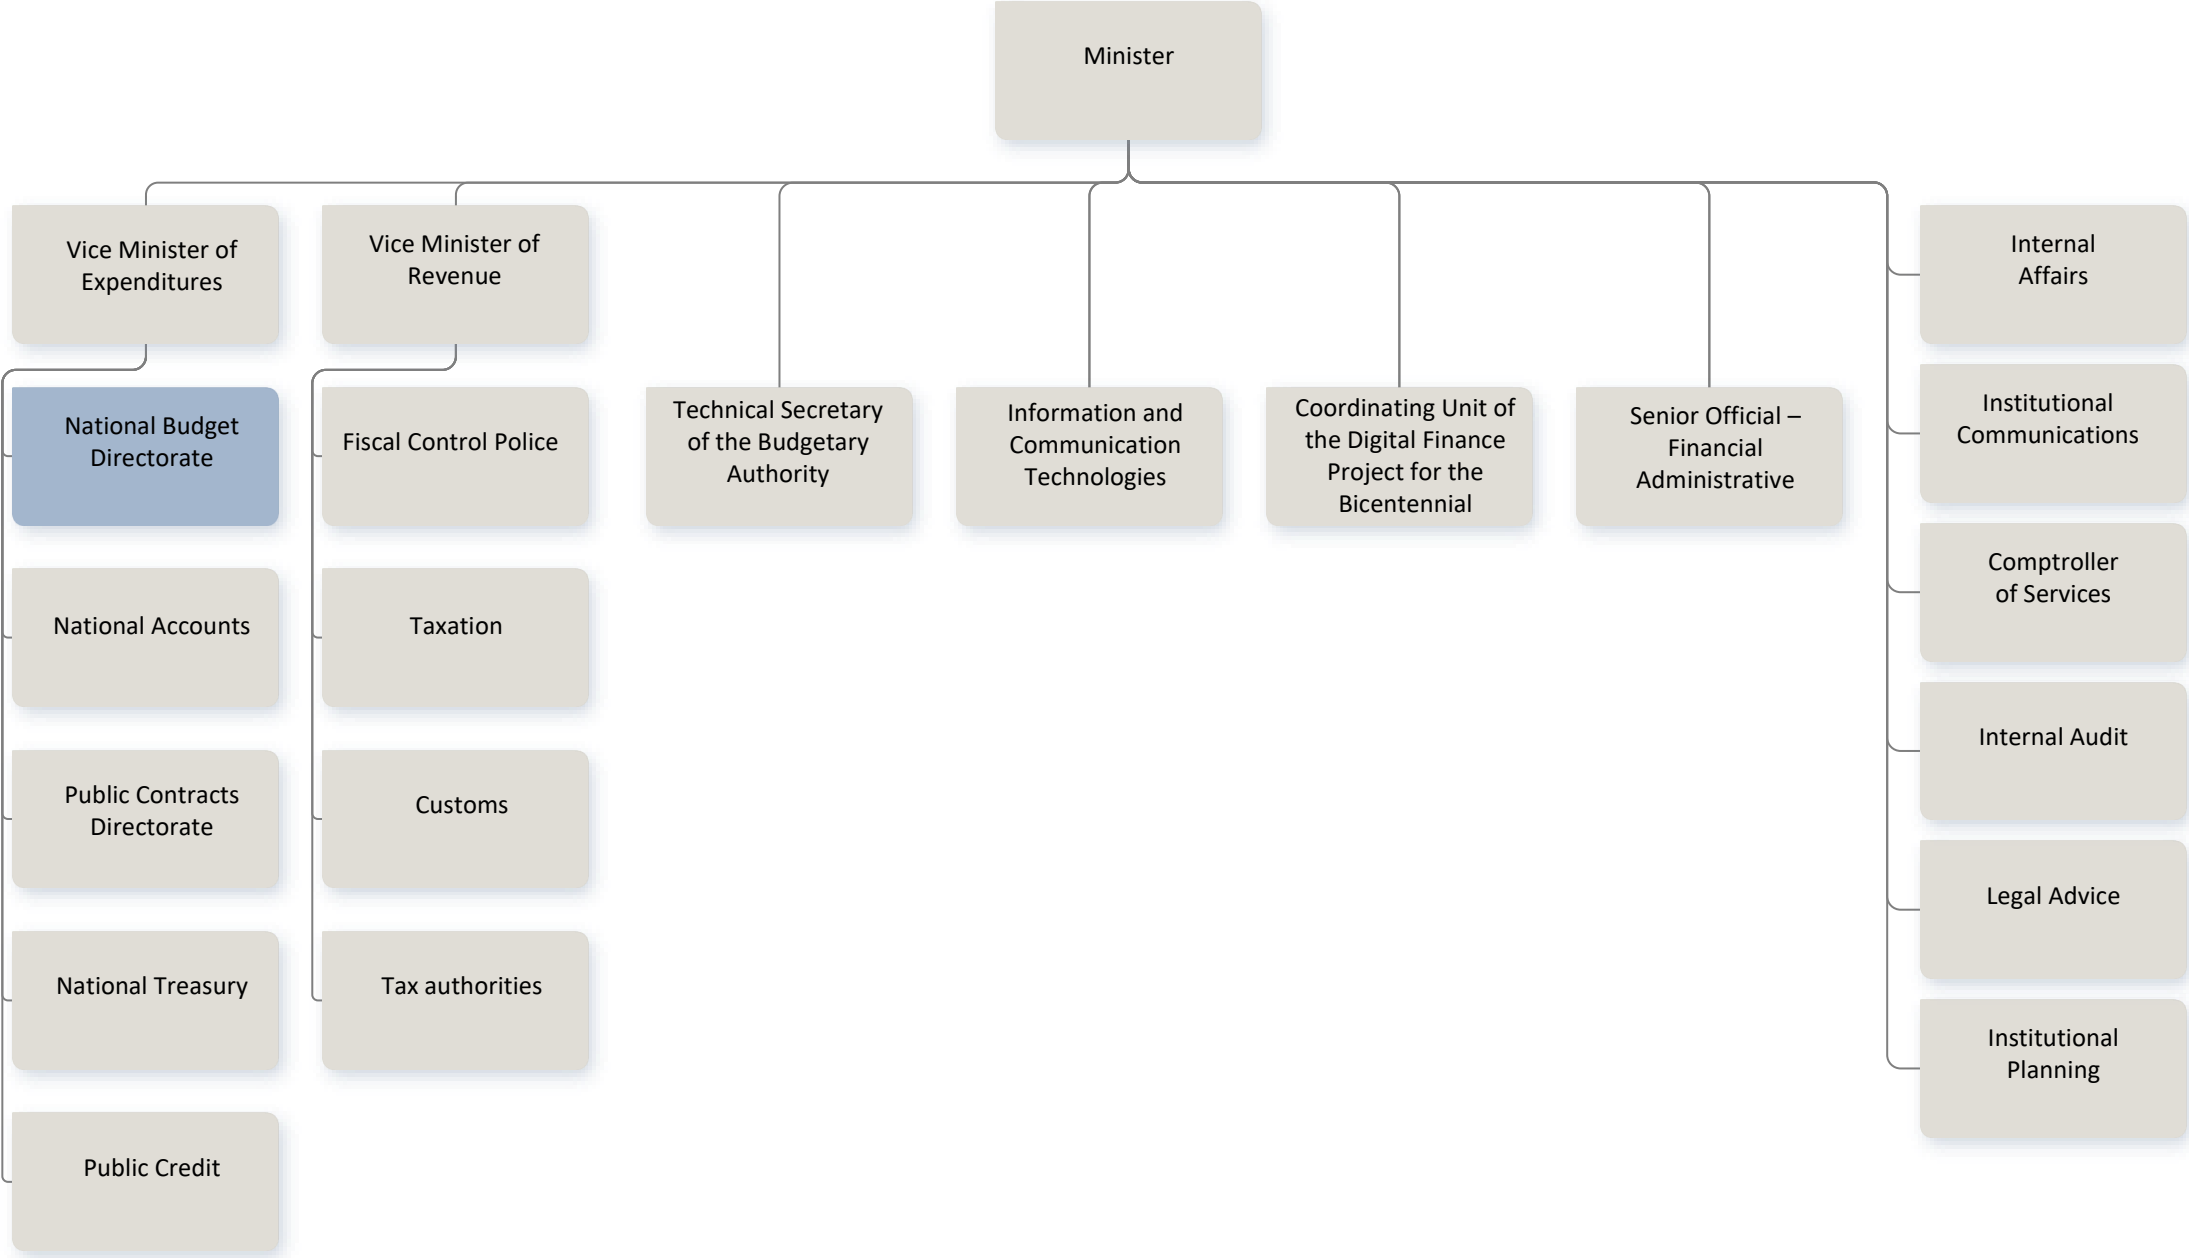 Minister
Vice Minister of
Expenditures
Vice Minister of
Revenue
Internal
Affairs
Institutional
Communications
National Budget
Directorate
Fiscal Control Police
Technical Secretary
of the Budgetary
Authority
Information and
Communication
Technologies
Coordinating Unit of
the Digital Finance
Project for the
Bicentennial
Senior Official –
Financial
Administrative
Comptroller
of Services
National Accounts
Taxation
Internal Audit
Public Contracts
Directorate
Customs
Legal Advice
National Treasury
Tax authorities
Institutional
Planning
Public Credit